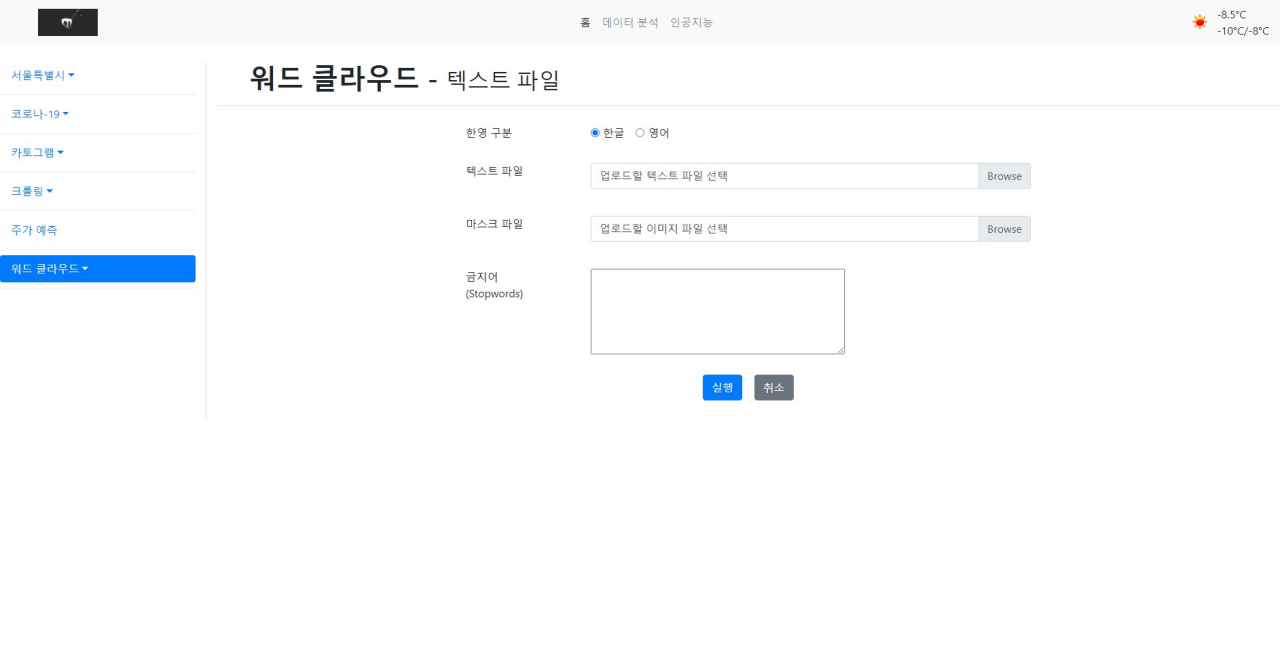 홈 데이터 분석 인공지능
-8.5°C
-10°C/-8°C
서울특별시
코로나-19
카토그램
크롤링
주가 예측
워드 클라우드
워드 클라우드 - 텍스트 파일
한영 구분 한글 영어
텍스트 파일 업로드할 텍스트 파일 선택 Browse
마스크 파일 업로드할 이미지 파일 선택 Browse
금지어
(Stopwords)
실행 취소